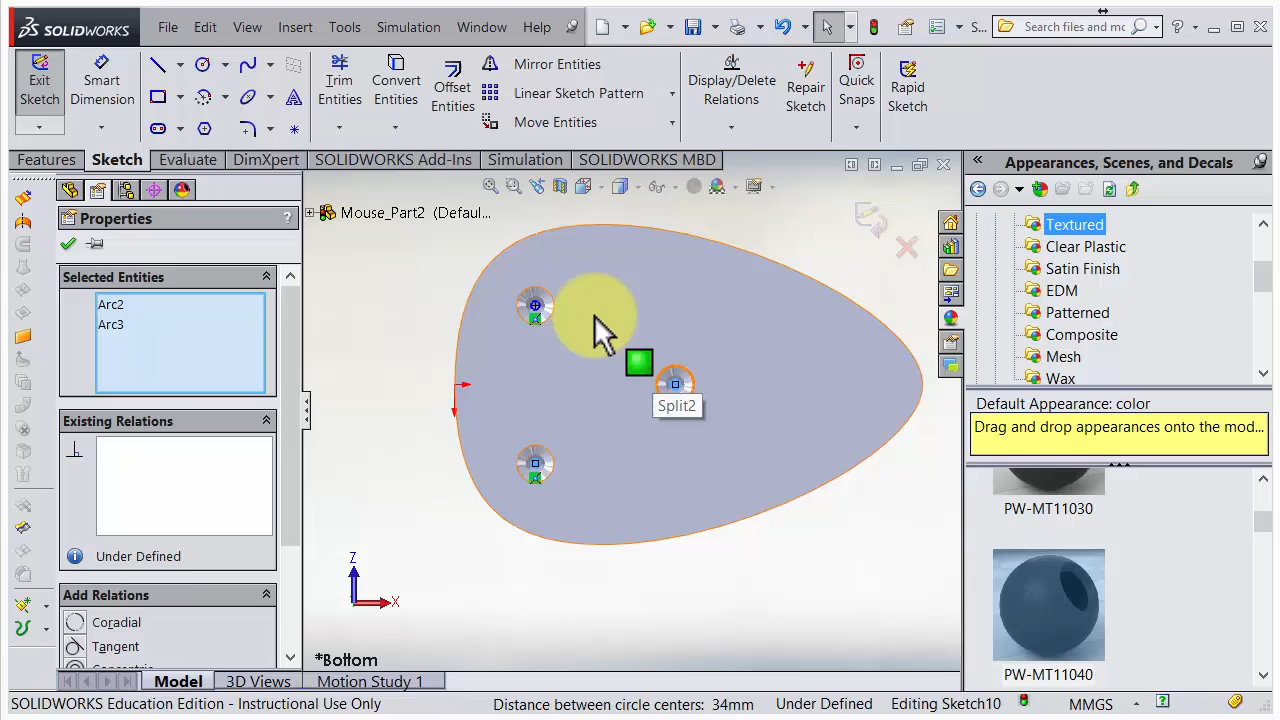 SOLIDWORKS File Edit View Insert Tools Simulation Window Help S... Search files and mc ?
Exit Sketch
Smart Dimension
Trim Entities
Convert Entities
Offset Entities
Mirror Entities
Linear Sketch Pattern
Move Entities
Display/Delete Relations
Repair Sketch
Quick Snaps
Rapid Sketch
Features Sketch Evaluate DimXpert SOLIDWORKS Add-Ins Simulation SOLIDWORKS MBD
Properties ?
Selected Entities
Arc2
Arc3
Existing Relations
Under Defined
Add Relations
Coradial
Tangent
Mouse_Part2 (Defaul...
Split2
Z
X
*Bottom
Appearances, Scenes, and Decals
Textured
Clear Plastic
Satin Finish
EDM
Patterned
Composite
Mesh
Wax
Default Appearance: color
Drag and drop appearances onto the mod...
PW-MT11030
PW-MT11040
Model 3D Views Motion Study 1
SOLIDWORKS Education Edition - Instructional Use Only Distance between circle centers: 34mm Under Defined Editing Sketch10 MMGS ?